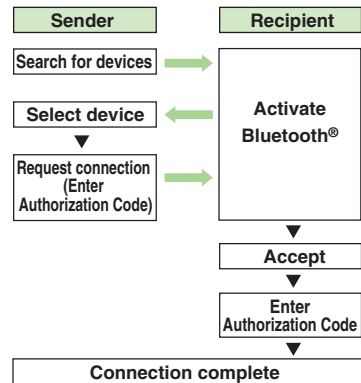 Sender
Recipient
Search for devices
Select device
Request connection
(Enter
Authorization Code)
Activate
Bluetooth®
Accept
Enter
Authorization Code
Connection complete